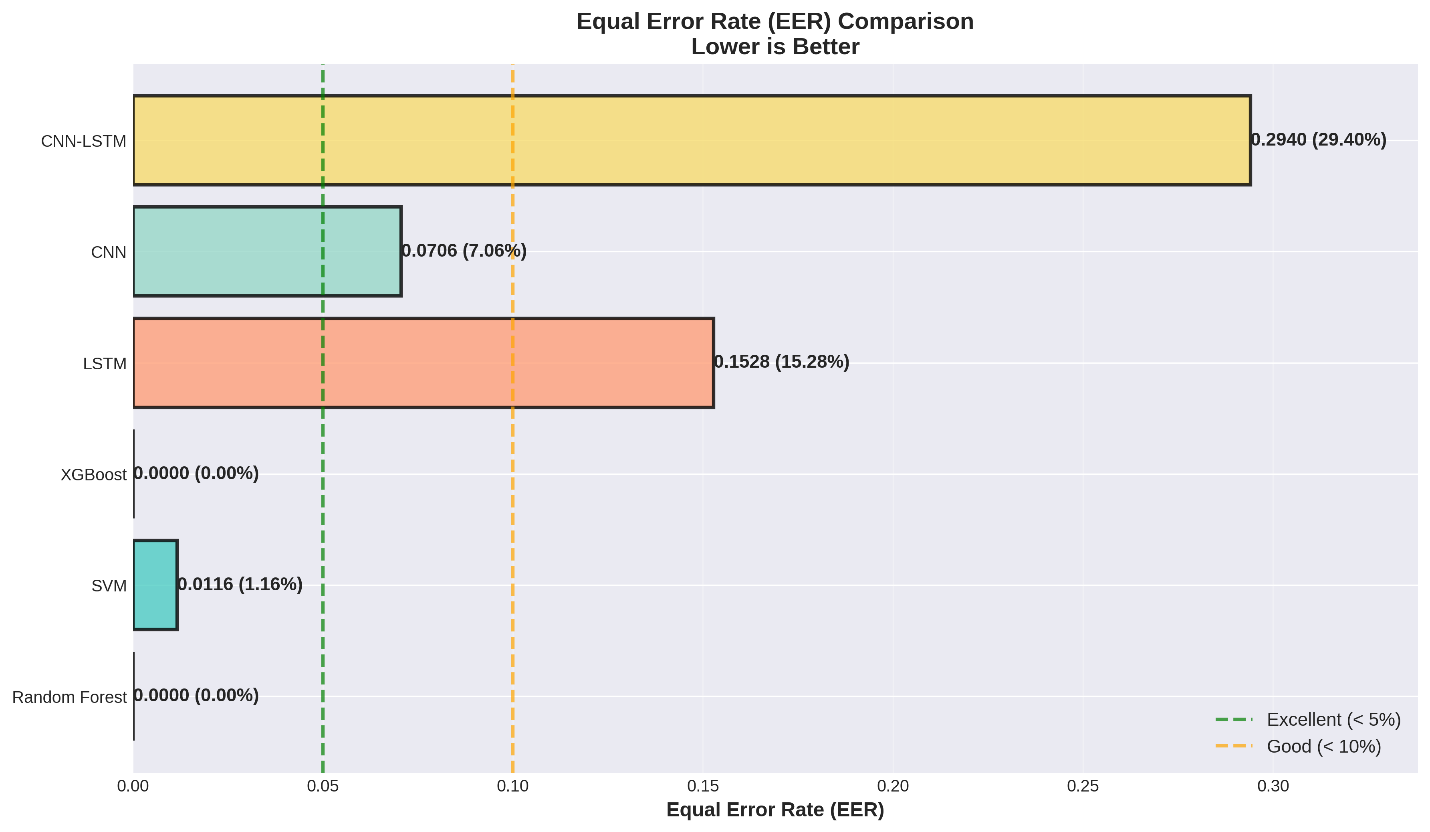 Equal Error Rate (EER) Comparison
Lower is Better
CNN-LSTM
0.2940 (29.40%)
CNN
0.0706 (7.06%)
LSTM
0.1528 (15.28%)
XGBoost
0.0000 (0.00%)
SVM
0.0116 (1.16%)
Random Forest
0.0000 (0.00%)
Excellent (< 5%)
Good (< 10%)
0.00 0.05 0.10 0.15 0.20 0.25 0.30
Equal Error Rate (EER)